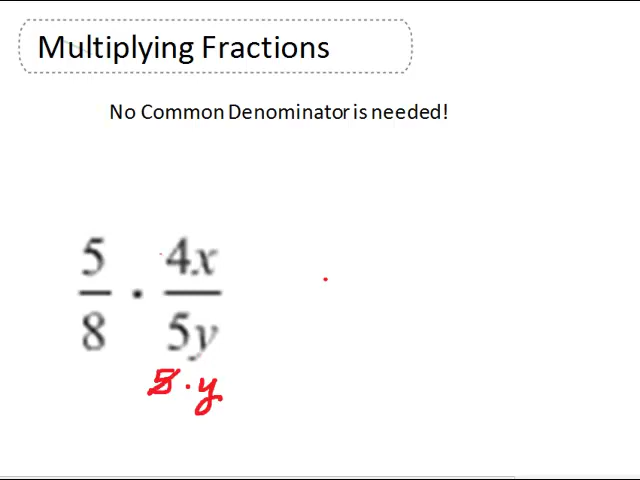 Multiplying Fractions
No Common Denominator is needed!
5/8 · 4x/5y
5 · y